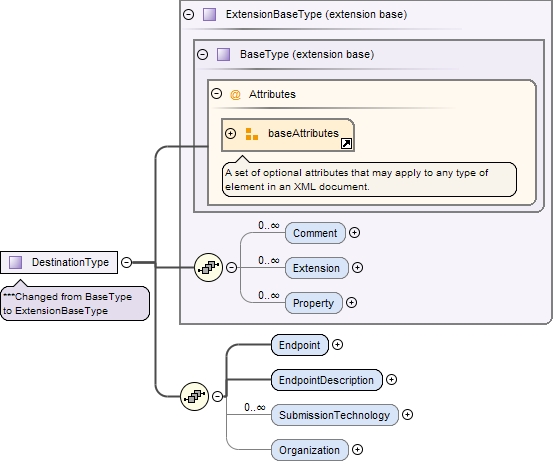 ExtensionBaseType (extension base)
BaseType (extension base)
@ Attributes
baseAttributes
A set of optional attributes that may apply to any type of
element in an XML document.
0..∞
Comment
0..∞
Extension
0..∞
Property
DestinationType
***Changed from BaseType
to ExtensionBaseType
Endpoint
EndpointDescription
0..∞
SubmissionTechnology
Organization